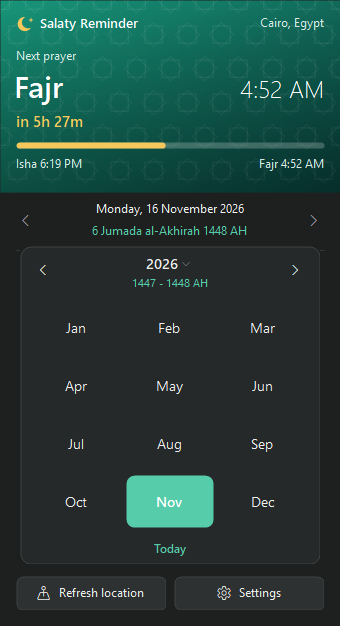 Salaty Reminder
Cairo, Egypt
Next prayer
Fajr
4:52 AM
in 5h 27m
Isha 6:19 PM
Fajr 4:52 AM
Monday, 16 November 2026
6 Jumada al-Akhirah 1448 AH
2026
1447 - 1448 AH
Jan Feb Mar
Apr May Jun
Jul Aug Sep
Oct Nov Dec
Today
Refresh location
Settings